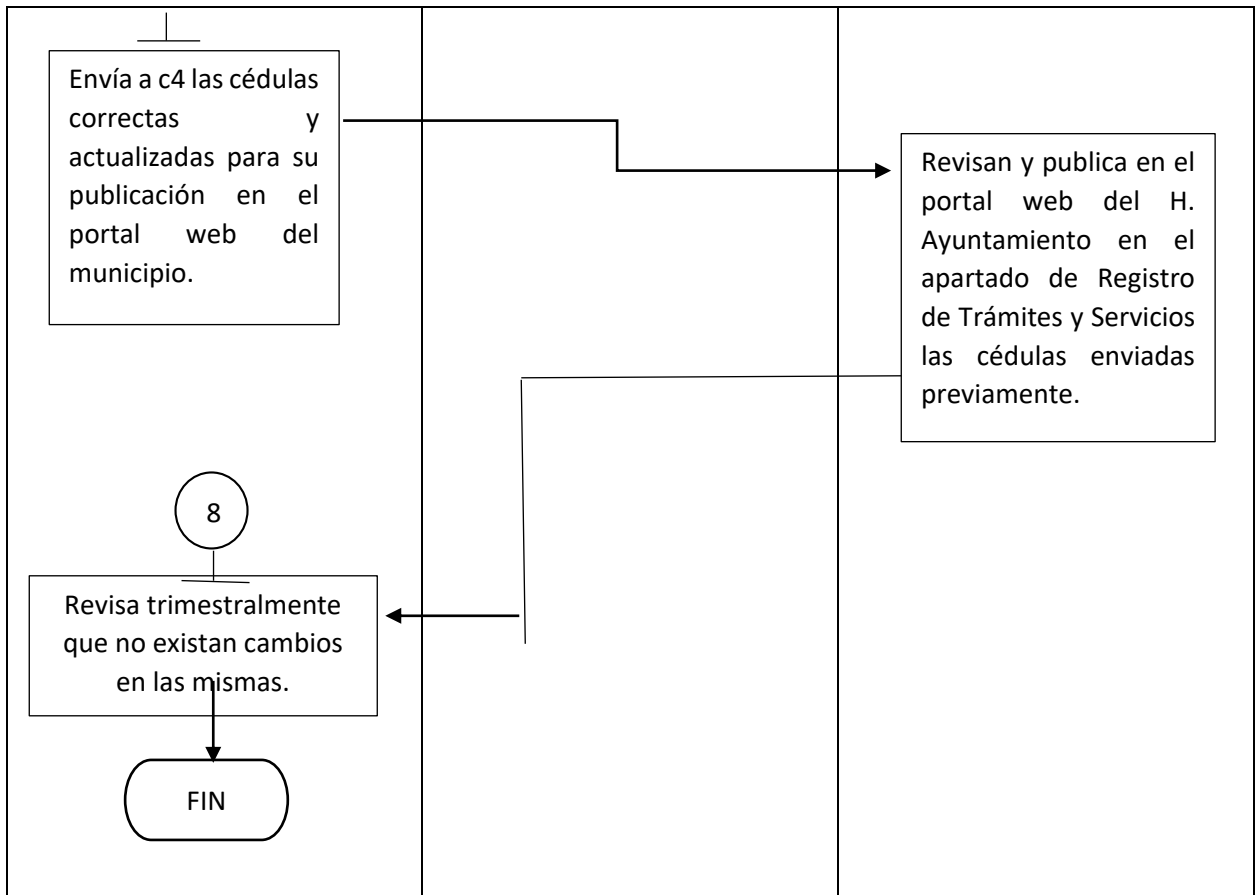 Envía a c4 las cédulas
correctas y
actualizadas para su
publicación en el
portal web del
municipio.
Revisan y publica en el
portal web del H.
Ayuntamiento en el
apartado de Registro
de Trámites y Servicios
las cédulas enviadas
previamente.
8
Revisa trimestralmente
que no existan cambios
en las mismas.
FIN